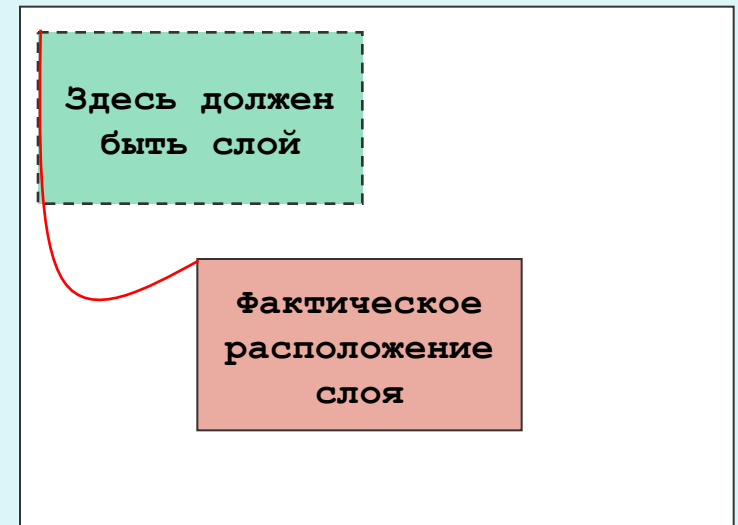 Здесь должен
быть слой
Фактическое
расположение
слоя